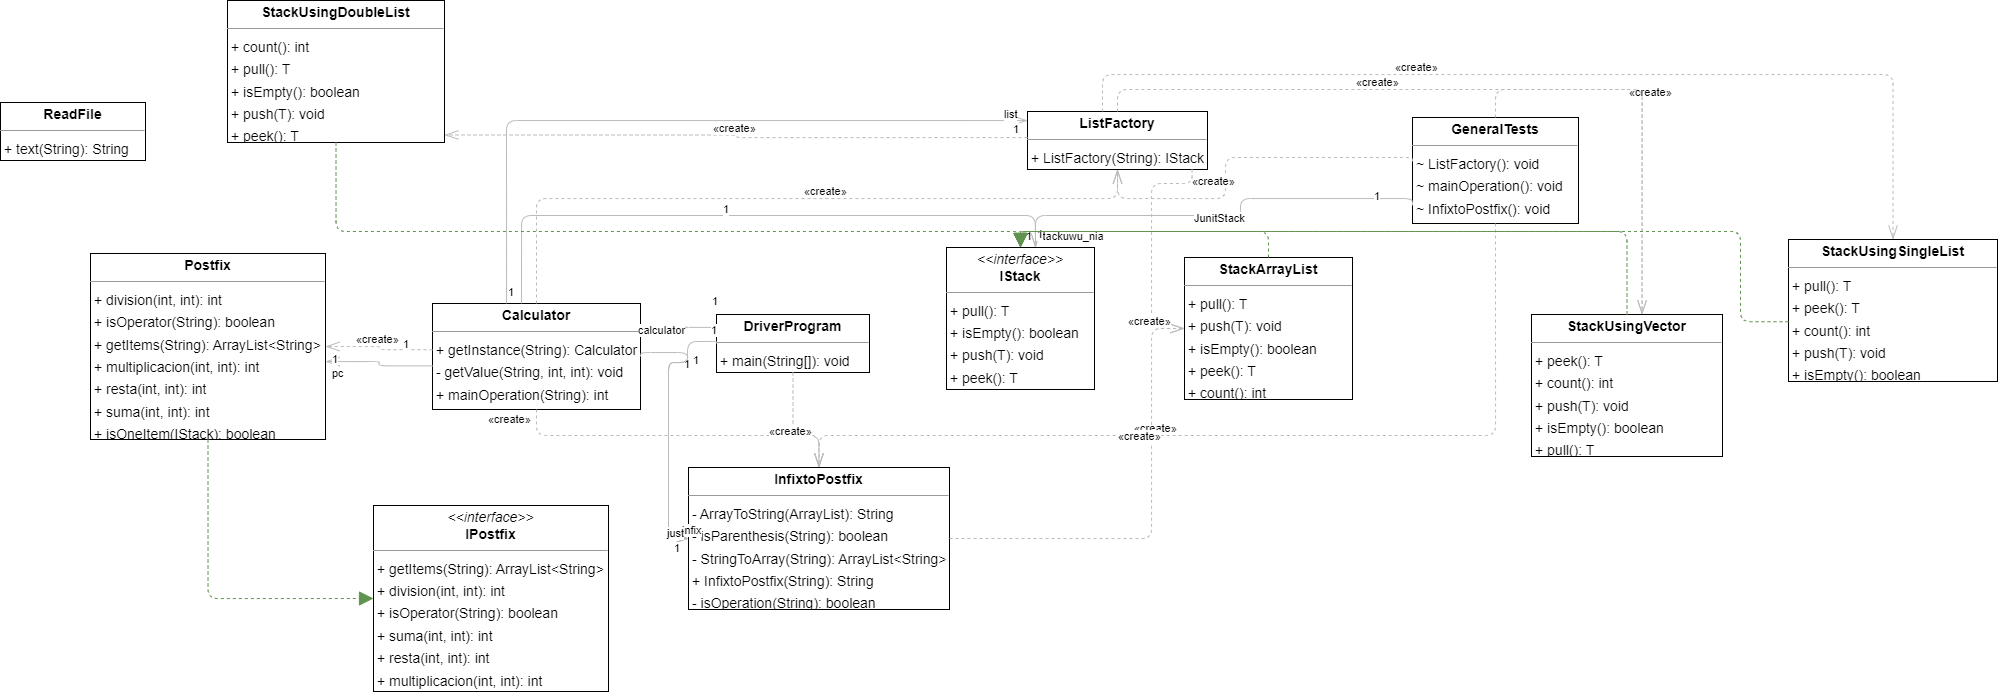 StackUsingDoubleList
+ count(): int
+ pull(): T
+ isEmpty(): boolean
+ push(T): void
+ peek(): T
ReadFile
+ text(String): String
«create»
«create»
«create»
list
1
«create»
ListFactory
+ ListFactory(String): IStack
GeneralTests
~ ListFactory(): void
~ mainOperation(): void
~ InfixtoPostfix(): void
«create»
«create»
1
1
JunitStack
1
tackuwu_nia
Postfix
+ division(int, int): int
+ isOperator(String): boolean
+ getItems(String): ArrayList<String>
+ multiplicacion(int, int): int
+ resta(int, int): int
+ suma(int, int): int
+ isOneItem(IStack): boolean
<<interface>>
IStack
+ pull(): T
+ isEmpty(): boolean
+ push(T): void
+ peek(): T
StackArrayList
+ pull(): T
+ push(T): void
+ isEmpty(): boolean
+ peek(): T
+ count(): int
StackUsingSingleList
+ pull(): T
+ peek(): T
+ count(): int
+ push(T): void
+ isEmpty(): boolean
1
1
Calculator
+ getInstance(String): Calculator
- getValue(String, int, int): void
+ mainOperation(String): int
calculator
1
1
1
DriverProgram
+ main(String[]): void
StackUsingVector
+ peek(): T
+ count(): int
+ push(T): void
+ isEmpty(): boolean
+ pull(): T
«create»
«create»
1
1
pc
«create»
«create»
«create»
«create»
InfixtoPostfix
- ArrayToString(ArrayList): String
- isParenthesis(String): boolean
- StringToArray(String): ArrayList<String>
+ InfixtoPostfix(String): String
- isOperation(String): boolean
just
infix
1
<<interface>>
IPostfix
+ getItems(String): ArrayList<String>
+ division(int, int): int
+ isOperator(String): boolean
+ suma(int, int): int
+ resta(int, int): int
+ multiplicacion(int, int): int